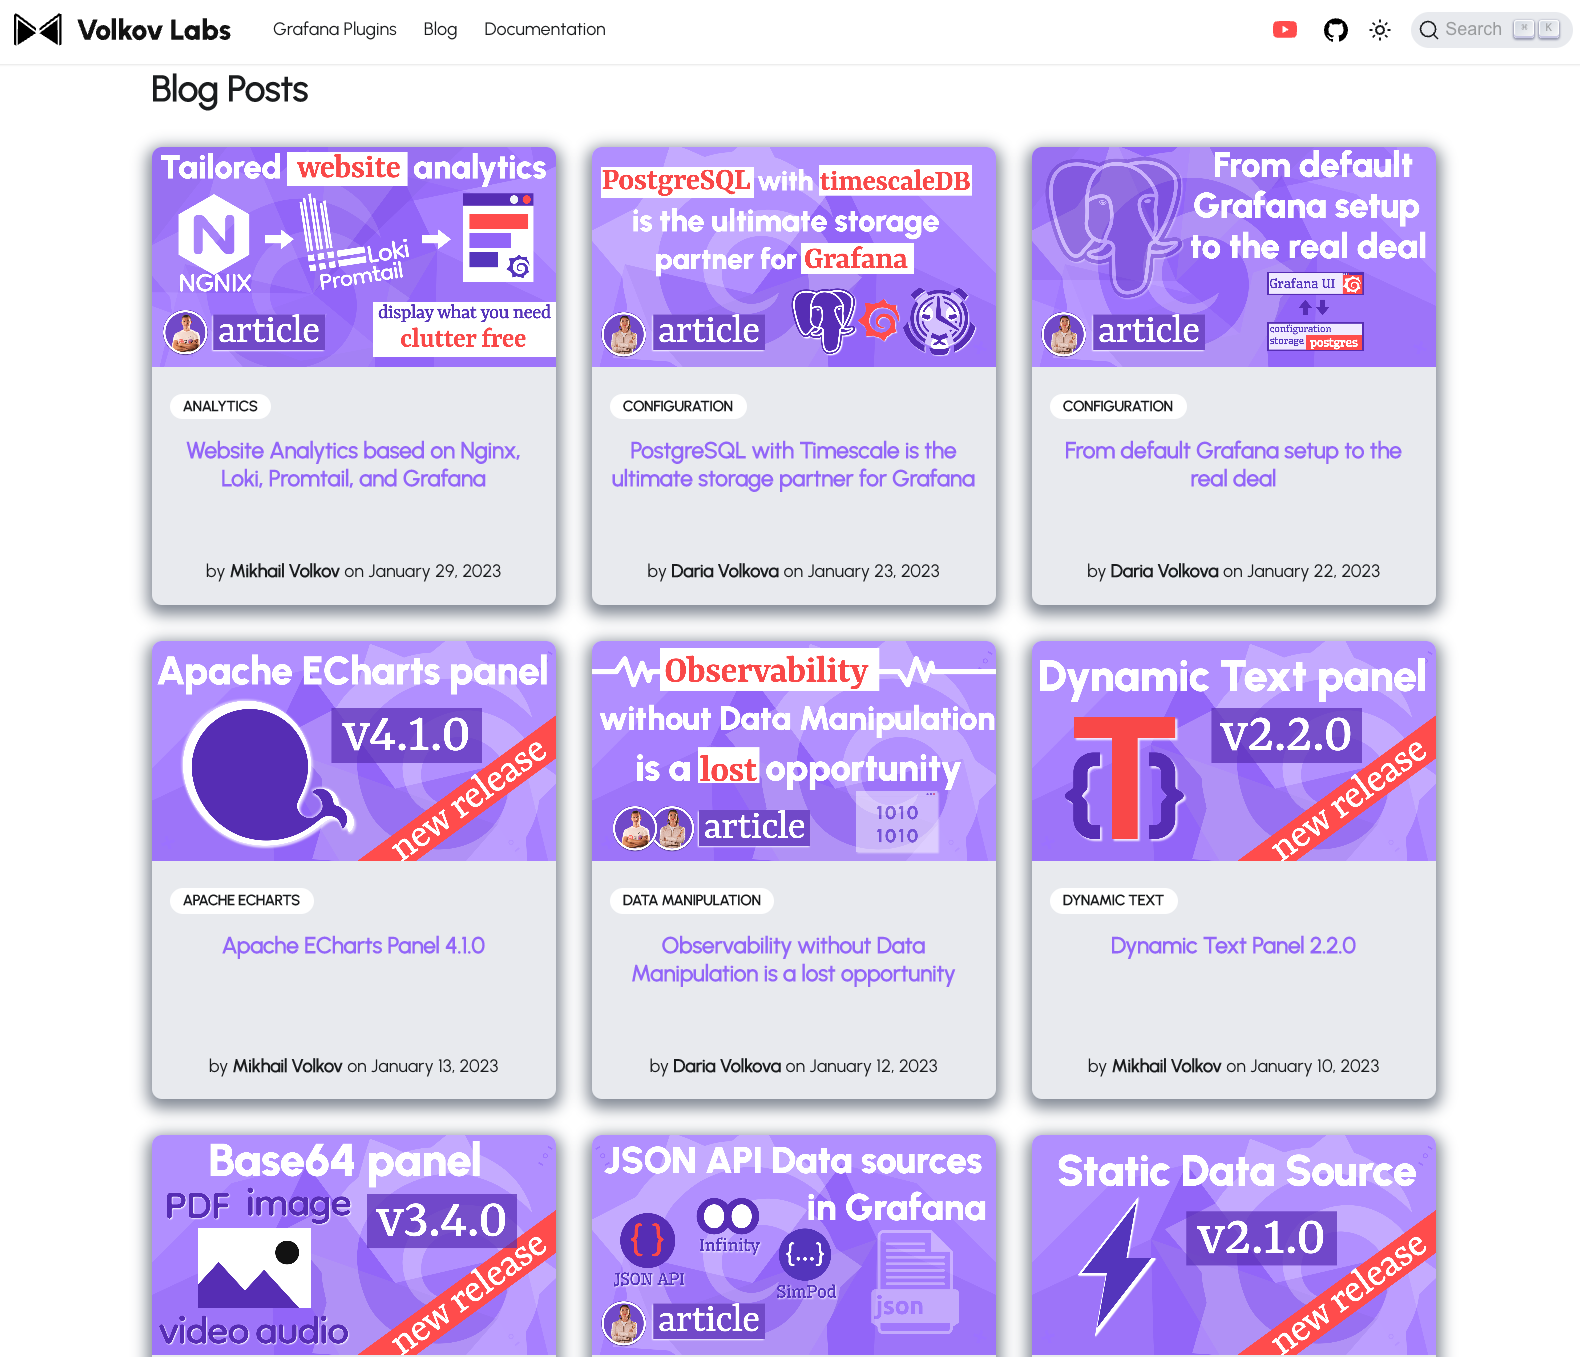 Volkov Labs
Grafana Plugins
Blog
Documentation
Search
⌘ K
Blog Posts
Tailored website analytics
NGNIX
Loki
Promtail
display what you need
clutter free
article
ANALYTICS
Website Analytics based on Nginx,
Loki, Promtail, and Grafana
by Mikhail Volkov on January 29, 2023
PostgreSQL with timescaleDB
is the ultimate storage
partner for Grafana
article
CONFIGURATION
PostgreSQL with Timescale is the
ultimate storage partner for Grafana
by Daria Volkova on January 23, 2023
From default
Grafana setup
to the real deal
Grafana UI
configuration
storage postgres
article
CONFIGURATION
From default Grafana setup to the
real deal
by Daria Volkova on January 22, 2023
Apache ECharts panel
v4.1.0
new release
APACHE ECHARTS
Apache ECharts Panel 4.1.0
by Mikhail Volkov on January 13, 2023
Observability
without Data Manipulation
is a lost opportunity
article
1010
1010
DATA MANIPULATION
Observability without Data
Manipulation is a lost opportunity
by Daria Volkova on January 12, 2023
Dynamic Text panel
v2.2.0
{T}
new release
DYNAMIC TEXT
Dynamic Text Panel 2.2.0
by Mikhail Volkov on January 10, 2023
Base64 panel
PDF image
v3.4.0
video audio
new release
JSON API Data sources
in Grafana
{ }
JSON API
Infinity
{...}
SimPod
json
article
Static Data Source
v2.1.0
new release